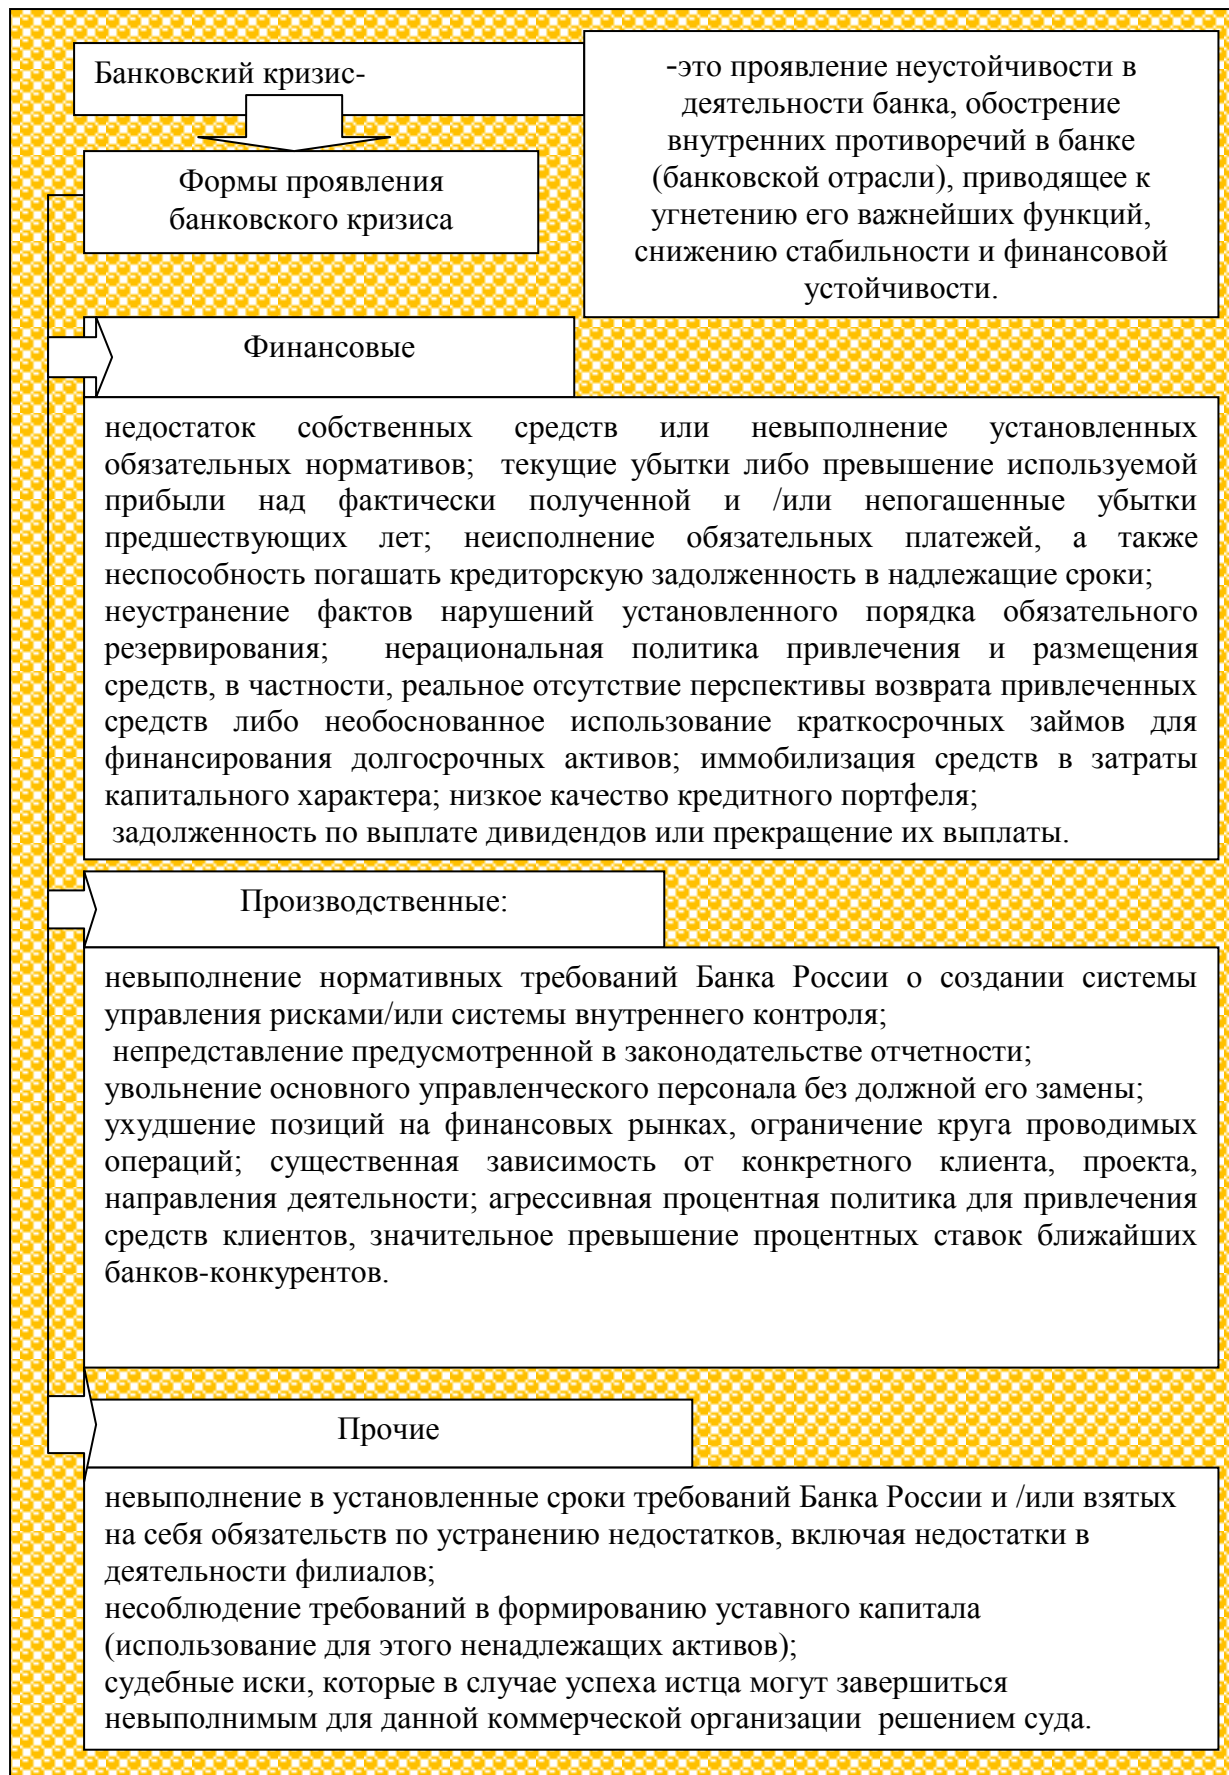 Банковский кризис-
-это проявление неустойчивости в
деятельности банка, обострение
внутренних противоречий в банке
(банковской отрасли), приводящее к
угнетению его важнейших функций,
снижению стабильности и финансовой
устойчивости.
Формы проявления
банковского кризиса
Финансовые
недостаток собственных средств или невыполнение установленных
обязательных нормативов; текущие убытки либо превышение используемой
прибыли над фактически полученной и /или непогашенные убытки
предшествующих лет; неисполнение обязательных платежей, а также
неспособность погашать кредиторскую задолженность в надлежащие сроки;
неустранение фактов нарушений установленного порядка обязательного
резервирования; нерациональная политика привлечения и размещения
средств, в частности, реальное отсутствие перспективы возврата привлеченных
средств либо необоснованное использование краткосрочных займов для
финансирования долгосрочных активов; иммобилизация средств в затраты
капитального характера; низкое качество кредитного портфеля;
задолженность по выплате дивидендов или прекращение их выплаты.
Производственные:
невыполнение нормативных требований Банка России о создании системы
управления рисками/или системы внутреннего контроля;
непредставление предусмотренной в законодательстве отчетности;
увольнение основного управленческого персонала без должной его замены;
ухудшение позиций на финансовых рынках, ограничение круга проводимых
операций; существенная зависимость от конкретного клиента, проекта,
направления деятельности; агрессивная процентная политика для привлечения
средств клиентов, значительное превышение процентных ставок ближайших
банков-конкурентов.
Прочие
невыполнение в установленные сроки требований Банка России и /или взятых
на себя обязательств по устранению недостатков, включая недостатки в
деятельности филиалов;
несоблюдение требований в формированию уставного капитала
(использование для этого ненадлежащих активов);
судебные иски, которые в случае успеха истца могут завершиться
невыполнимым для данной коммерческой организации решением суда.